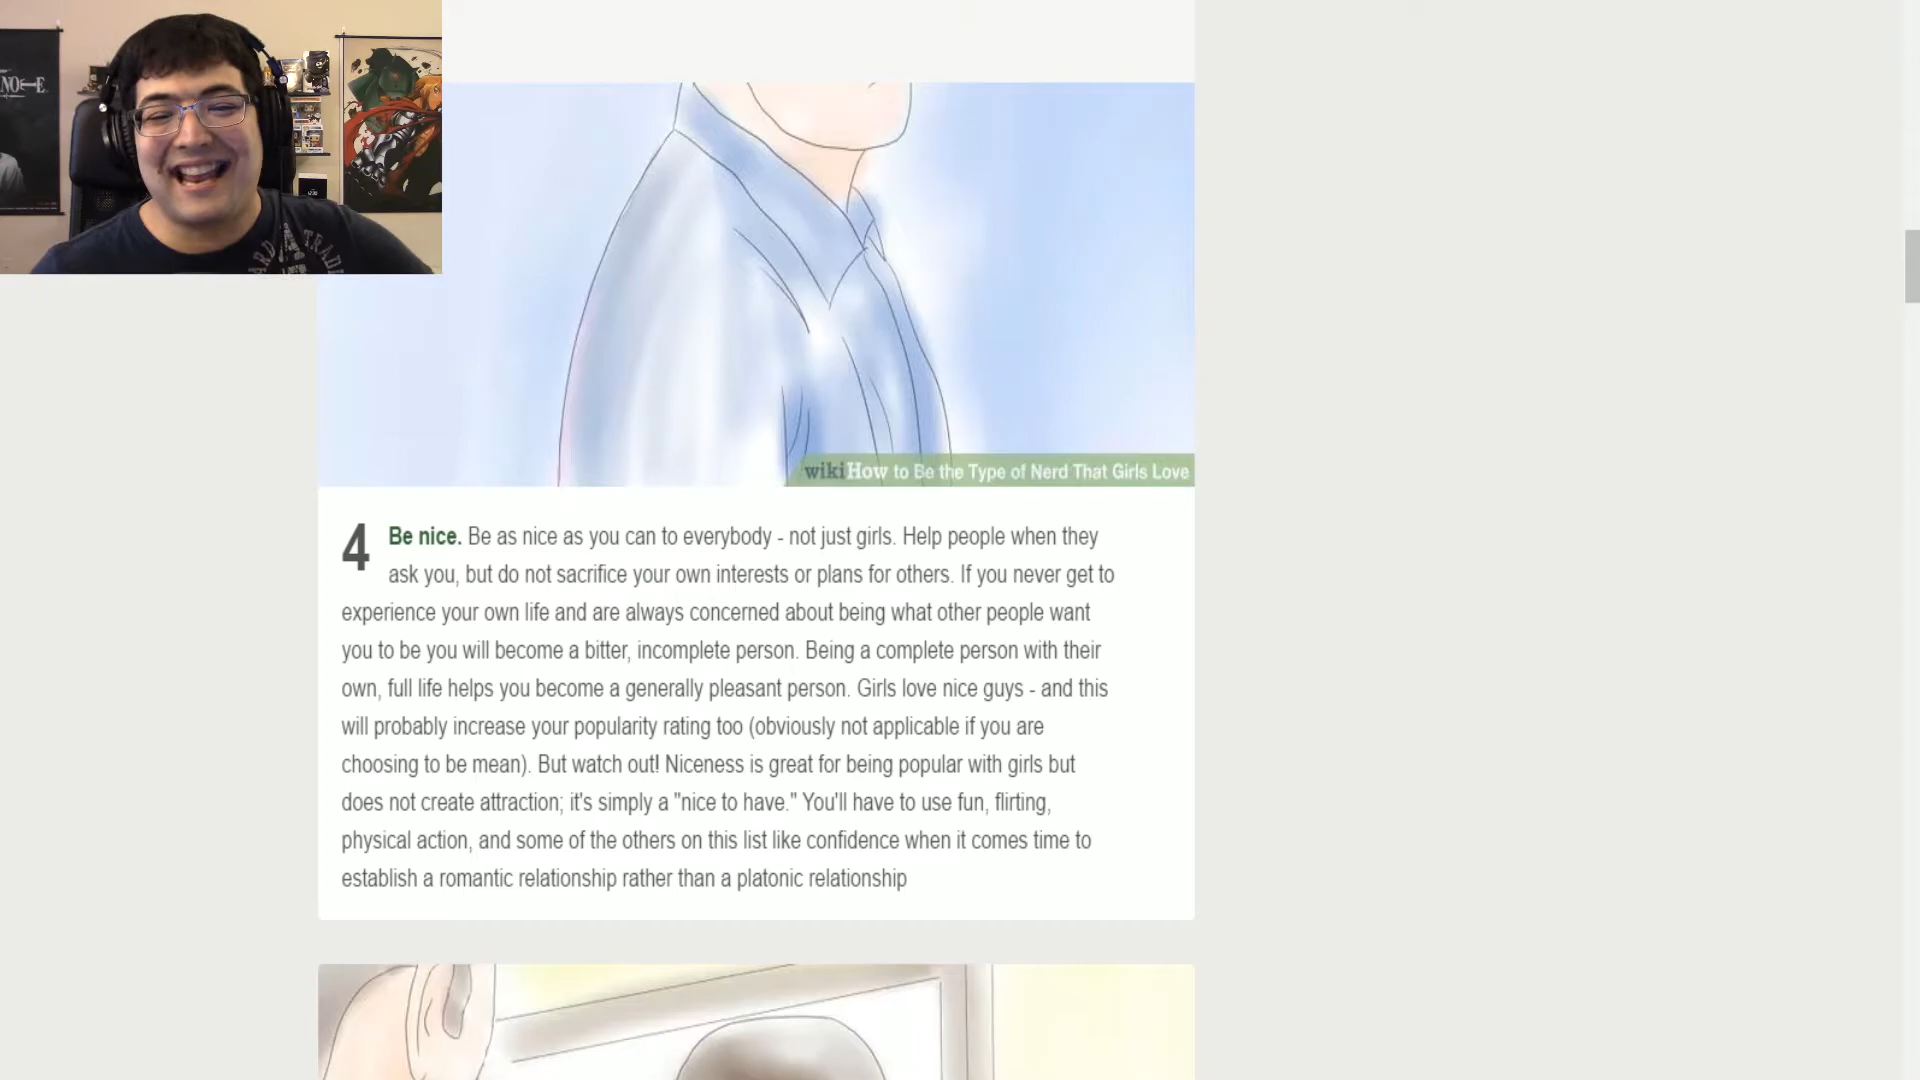 NOTE
ARD
TRADI
wikiHow to Be the Type of Nerd That Girls Love
4 Be nice. Be as nice as you can to everybody - not just girls. Help people when they
ask you, but do not sacrifice your own interests or plans for others. If you never get to
experience your own life and are always concerned about being what other people want
you to be you will become a bitter, incomplete person. Being a complete person with their
own, full life helps you become a generally pleasant person. Girls love nice guys - and this
will probably increase your popularity rating too (obviously not applicable if you are
choosing to be mean). But watch out! Niceness is great for being popular with girls but
does not create attraction; it's simply a "nice to have." You'll have to use fun, flirting,
physical action, and some of the others on this list like confidence when it comes time to
establish a romantic relationship rather than a platonic relationship